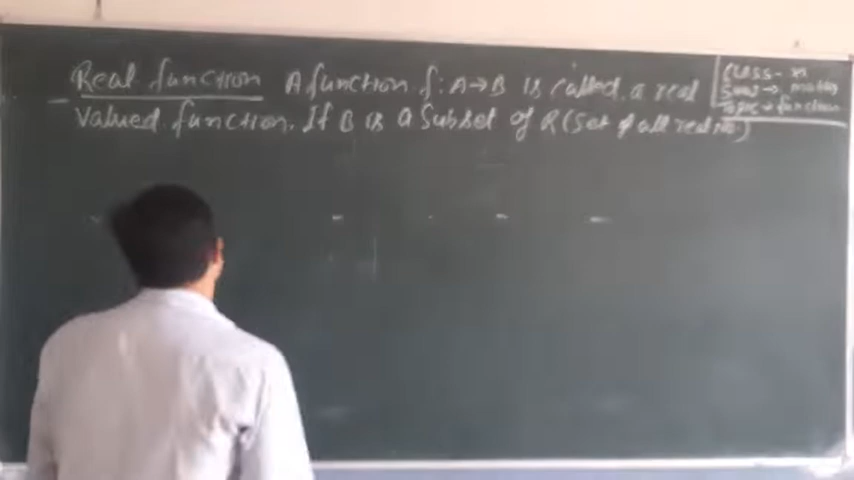 Real function A function f: A→B is called a real
valued function. If B is a Subset of R (Set of all real no.)
CLASS - XI
Sub → maths
Topic → function